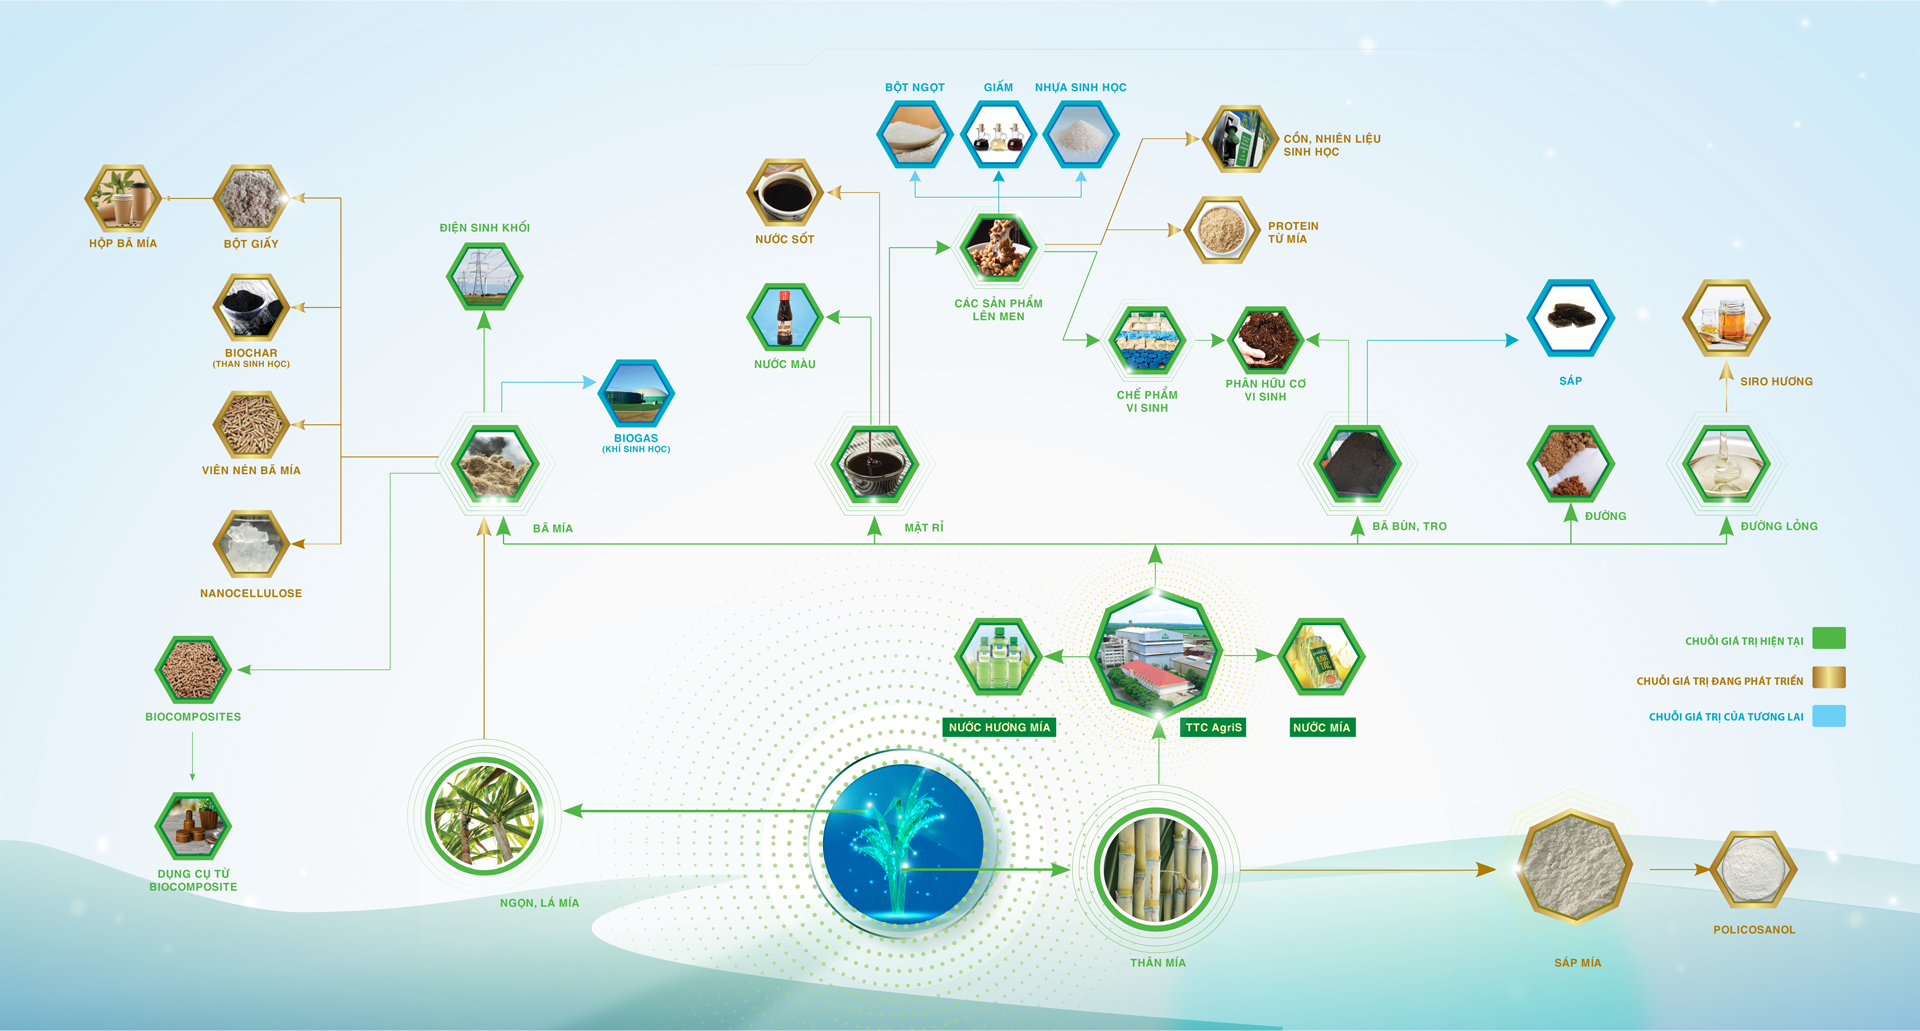 BỘT NGỌT
GIẤM
NHỰA SINH HỌC
CỒN, NHIÊN LIỆU
SINH HỌC
HỘP BÃ MÍA
BỘT GIẤY
ĐIỆN SINH KHỐI
NƯỚC SỐT
PROTEIN
TỪ MÍA
CÁC SẢN PHẨM
LÊN MEN
BIOCHAR
(THAN SINH HỌC)
NƯỚC MÀU
CHẾ PHẨM
VI SINH
PHÂN HỮU CƠ
VI SINH
SÁP
SIRO HƯƠNG
BIOGAS
(KHÍ SINH HỌC)
VIÊN NÉN BÃ MÍA
BÃ MÍA
MẬT RỈ
BÃ BÙN, TRO
ĐƯỜNG
ĐƯỜNG LỎNG
NANOCELLULOSE
CHUỖI GIÁ TRỊ HIỆN TẠI
CHUỖI GIÁ TRỊ ĐANG PHÁT TRIỂN
CHUỖI GIÁ TRỊ CỦA TƯƠNG LAI
BIOCOMPOSITES
NƯỚC HƯƠNG MÍA
TTC AgriS
NƯỚC MÍA
DỤNG CỤ TỪ
BIOCOMPOSITE
NGỌN, LÁ MÍA
THÂN MÍA
SÁP MÍA
POLICOSANOL